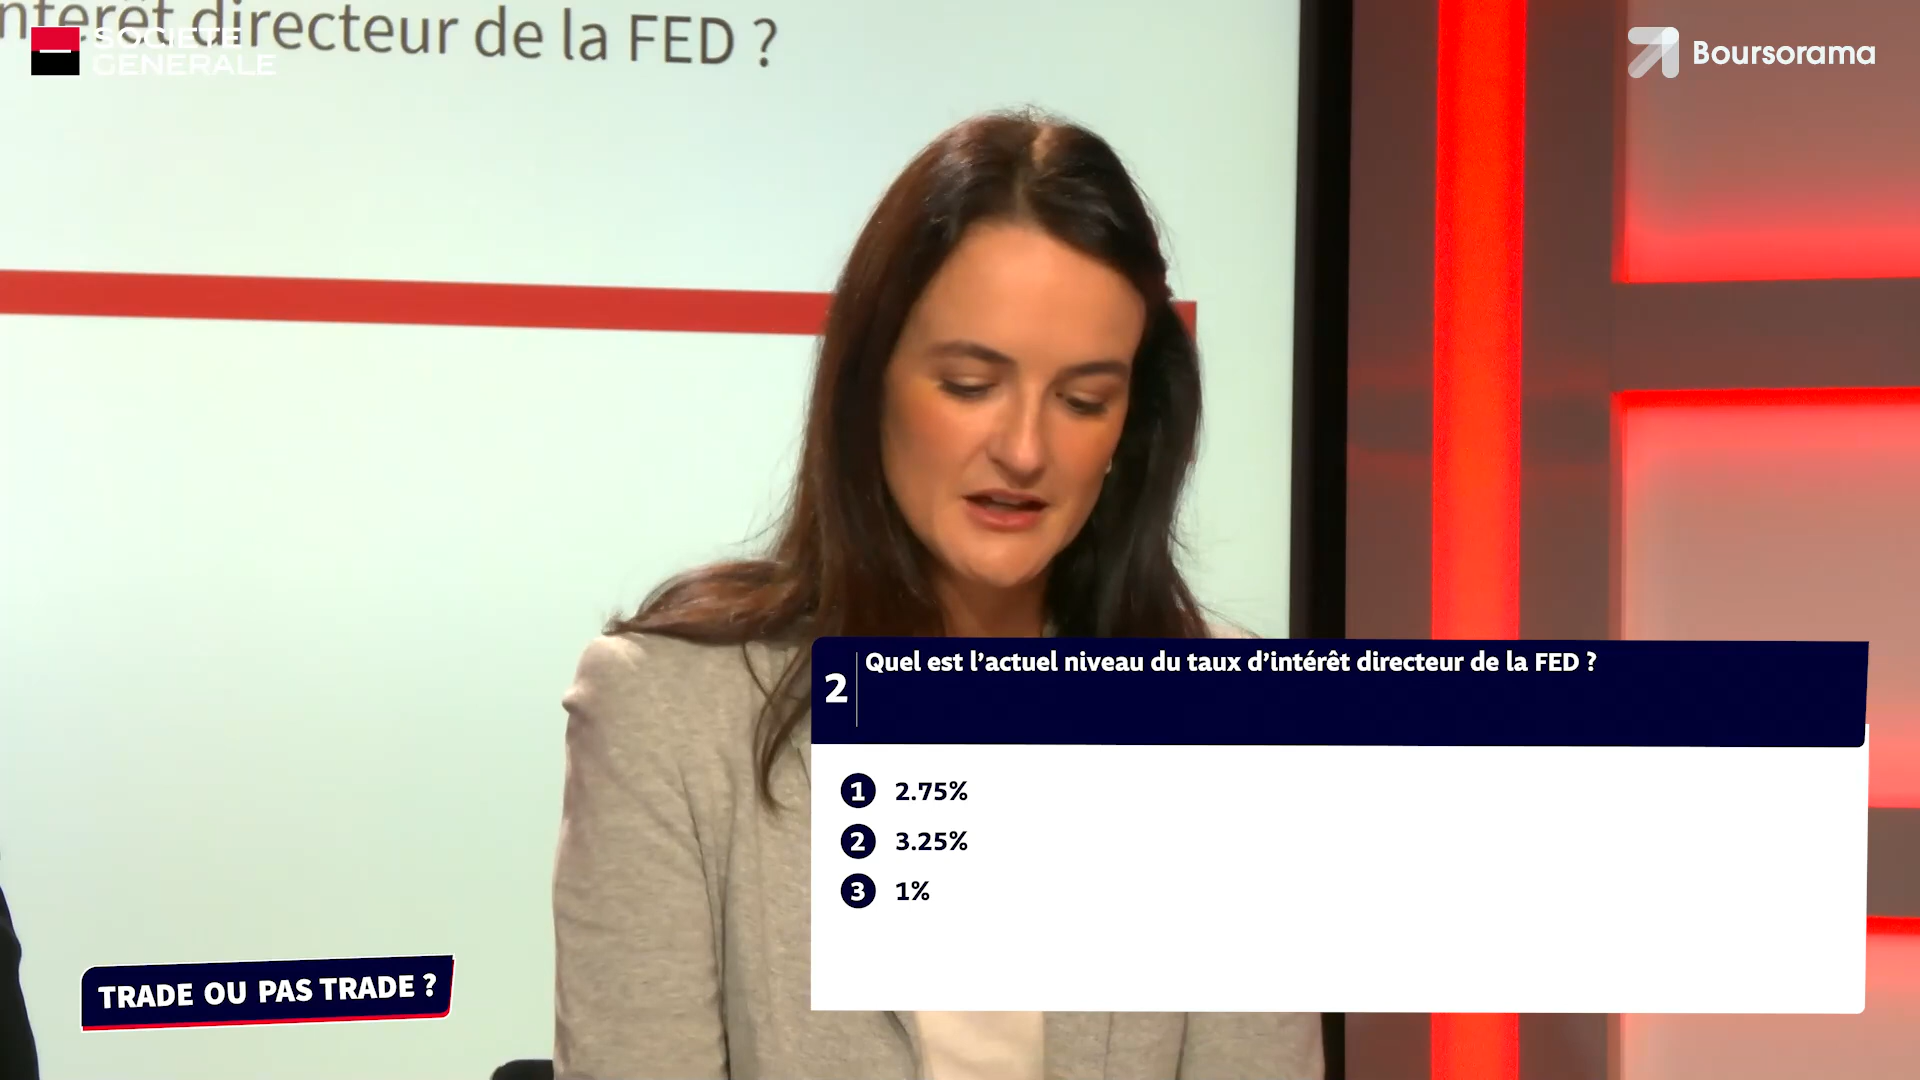 ntérêt directeur de la FED ?
SOCIETE
GENERALE
Boursorama
2
Quel est l’actuel niveau du taux d’intérêt directeur de la FED ?
1 2.75%
2 3.25%
3 1%
TRADE OU PAS TRADE ?